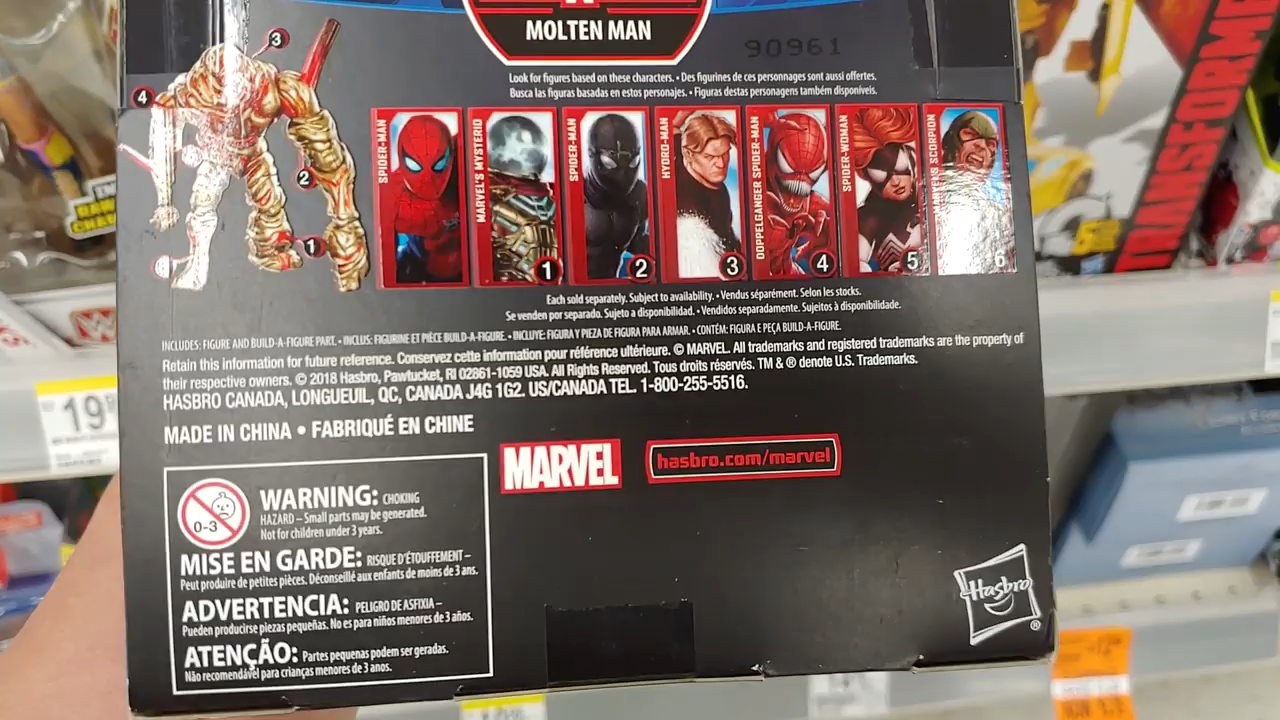 MOLTEN MAN
90961
Look for figures based on these characters. • Des figurines de ces personnages sont aussi offertes.
Busca las figuras basadas en estos personajes. • Figuras destas personagens também disponíveis.
3
4
2
1
SPIDER-MAN
MARVEL'S MYSTERIO
1
SPIDER-MAN
2
HYDRO-MAN
3
DOPPELGANGER SPIDER-MAN
4
SPIDER-WOMAN
5
MARVEL'S SCORPION
6
Each sold separately. Subject to availability. • Vendus séparément. Selon les stocks.
Se venden por separado. Sujeto a disponibilidad. • Vendidos separadamente. Sujeitos à disponibilidade.
INCLUDES: FIGURE AND BUILD-A-FIGURE PART. • INCLUS: FIGURINE ET PIÈCE BUILD-A-FIGURE. • INCLUYE: FIGURA Y PIEZA DE FIGURA PARA ARMAR. • CONTÉM: FIGURA E PEÇA BUILD-A-FIGURE.
Retain this information for future reference. Conservez cette information pour référence ultérieure. © MARVEL. All trademarks and registered trademarks are the property of
their respective owners. © 2018 Hasbro, Pawtucket, RI 02861-1059 USA. All Rights Reserved. Tous droits réservés. TM & ® denote U.S. Trademarks.
HASBRO CANADA, LONGUEUIL, QC, CANADA J4G 1G2. US/CANADA TEL. 1-800-255-5516.
MADE IN CHINA • FABRIQUÉ EN CHINE
MARVEL
hasbro.com/marvel
0-3
WARNING: CHOKING
HAZARD – Small parts may be generated.
Not for children under 3 years.
MISE EN GARDE: RISQUE D'ÉTOUFFEMENT –
Peut produire de petites pièces. Déconseillé aux enfants de moins de 3 ans.
ADVERTENCIA: PELIGRO DE ASFIXIA –
Pueden producirse piezas pequeñas. No es para niños menores de 3 años.
ATENÇÃO: Partes pequenas podem ser geradas.
Não recomendável para crianças menores de 3 anos.
Hasbro
®
TRANSFORME
19